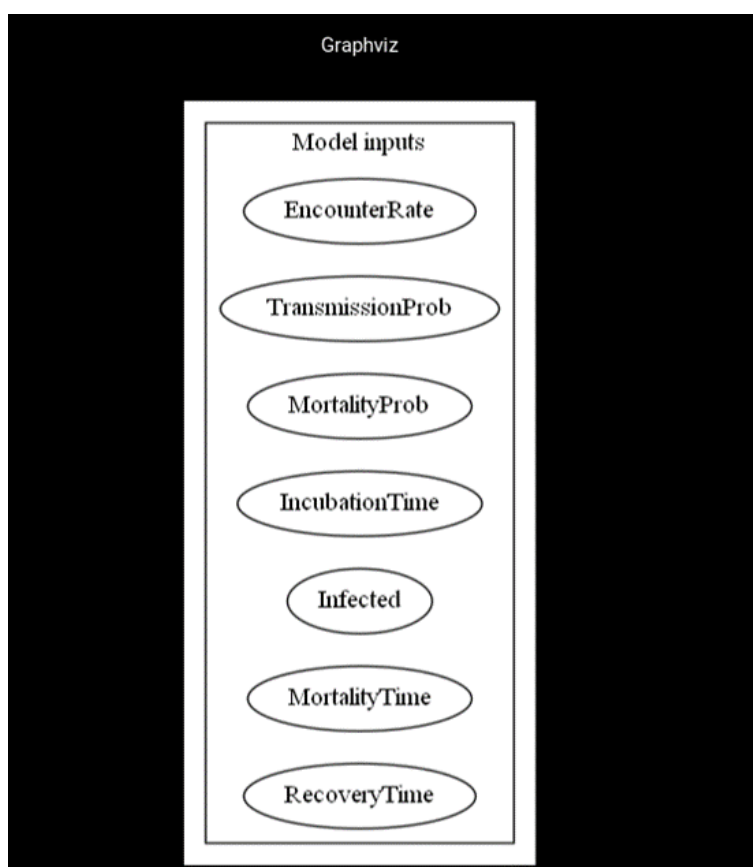 Graphviz
Model inputs
EncounterRate
TransmissionProb
MortalityProb
IncubationTime
Infected
MortalityTime
RecoveryTime